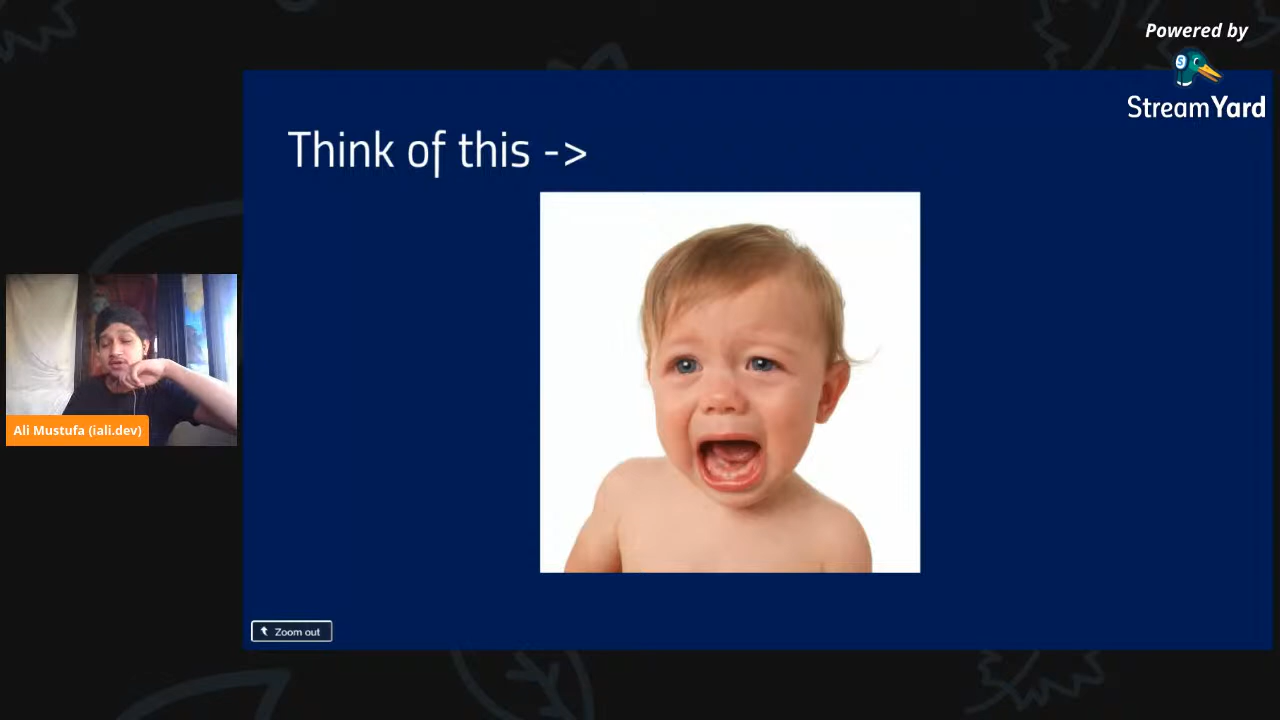 Powered by
StreamYard
Think of this ->
Ali Mustufa (iali.dev)
Zoom out